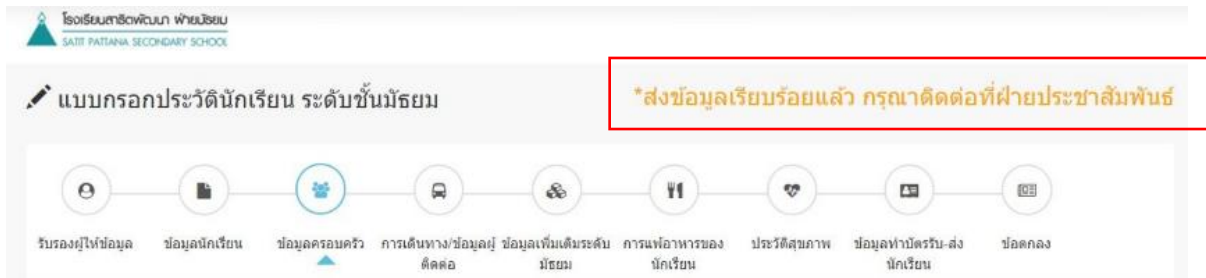 โรงเรียนสาธิตพัฒนา ฝ่ายมัธยม
SATIT PATTANA SECONDARY SCHOOL
แบบกรอกประวัตินักเรียน ระดับชั้นมัธยม
*ส่งข้อมูลเรียบร้อยแล้ว กรุณาติดต่อที่ฝ่ายประชาสัมพันธ์
รับรองผู้ให้ข้อมูล
ข้อมูลนักเรียน
ข้อมูลครอบครัว
การเดินทาง/ข้อมูลผู้
ติดต่อ
ข้อมูลเพิ่มเติมระดับ
มัธยม
การแพ้อาหารของ
นักเรียน
ประวัติสุขภาพ
ข้อมูลทำบัตรรับ-ส่ง
นักเรียน
ข้อตกลง